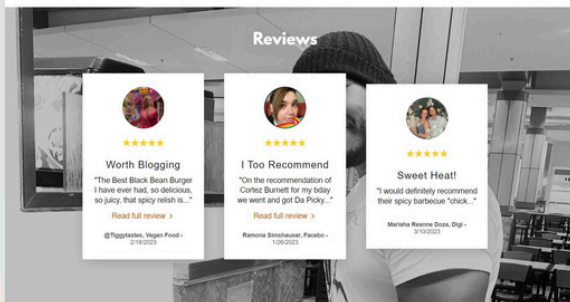 Reviews
Worth Blogging
"The Best Black Bean Burger
I have ever had, so delicious,
so juicy, that spicy relish is..."
Read full review >
@Tiggytastes, Vegan Food -
2/18/2023
I Too Recommend
"On the recommendation of
Cortez Burnett for my bday
we went and got Da Picky..."
Read full review >
Ramona Simshauser, Facebo -
1/26/2023
Sweet Heat!
"I would definitely recommend
their spicy barbecue "chick..."
Mariaha Reanne Doza, Digi -
3/10/2023